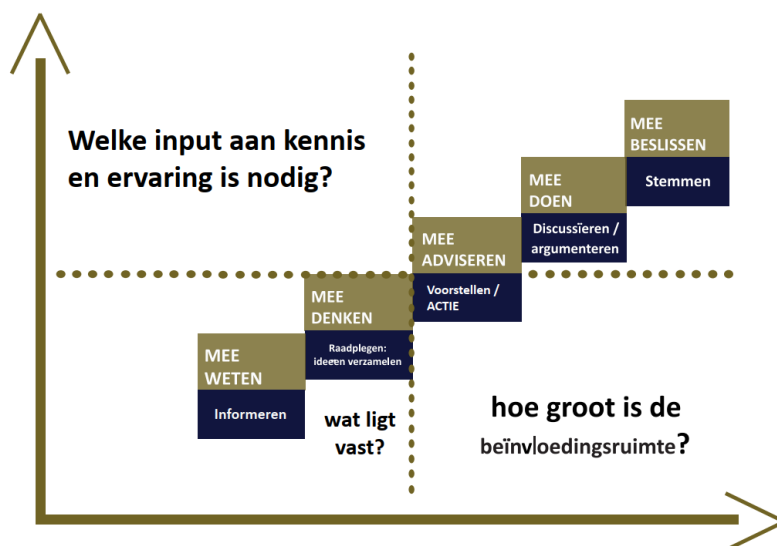 Welke input aan kennis
en ervaring is nodig?
MEE
BESLISSEN
Stemmen
MEE
DOEN
Discussïeren /
argumenteren
MEE
ADVISEREN
Voorstellen /
ACTIE
MEE
DENKEN
Raadplegen:
ideeen verzamelen
MEE
WETEN
Informeren
wat ligt
vast?
hoe groot is de
beïnvloedingsruimte?